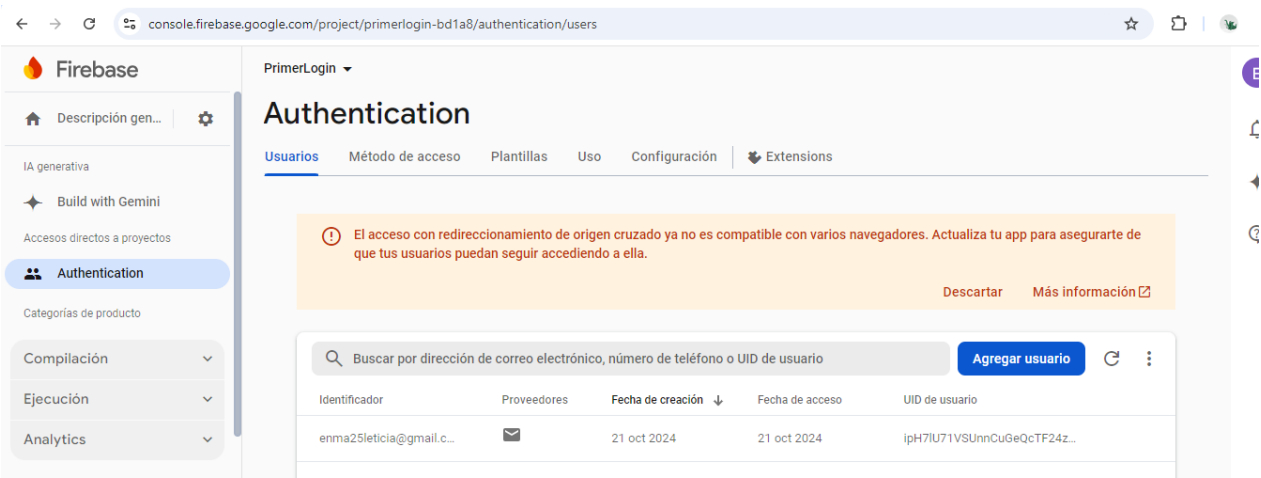 console.firebase.google.com/project/primerlogin-bd1a8/authentication/users
Firebase
Descripción gen...
IA generativa
Build with Gemini
Accesos directos a proyectos
Authentication
Categorías de producto
Compilación
Ejecución
Analytics
PrimerLogin
Authentication
Usuarios Método de acceso Plantillas Uso Configuración Extensions
El acceso con redireccionamiento de origen cruzado ya no es compatible con varios navegadores. Actualiza tu app para asegurarte de
que tus usuarios puedan seguir accediendo a ella.
Descartar Más información
Buscar por dirección de correo electrónico, número de teléfono o UID de usuario Agregar usuario
Identificador Proveedores Fecha de creación Fecha de acceso UID de usuario
enma25leticia@gmail.c... 21 oct 2024 21 oct 2024 ipH7lU71VSUnnCuGeQcTF24z...